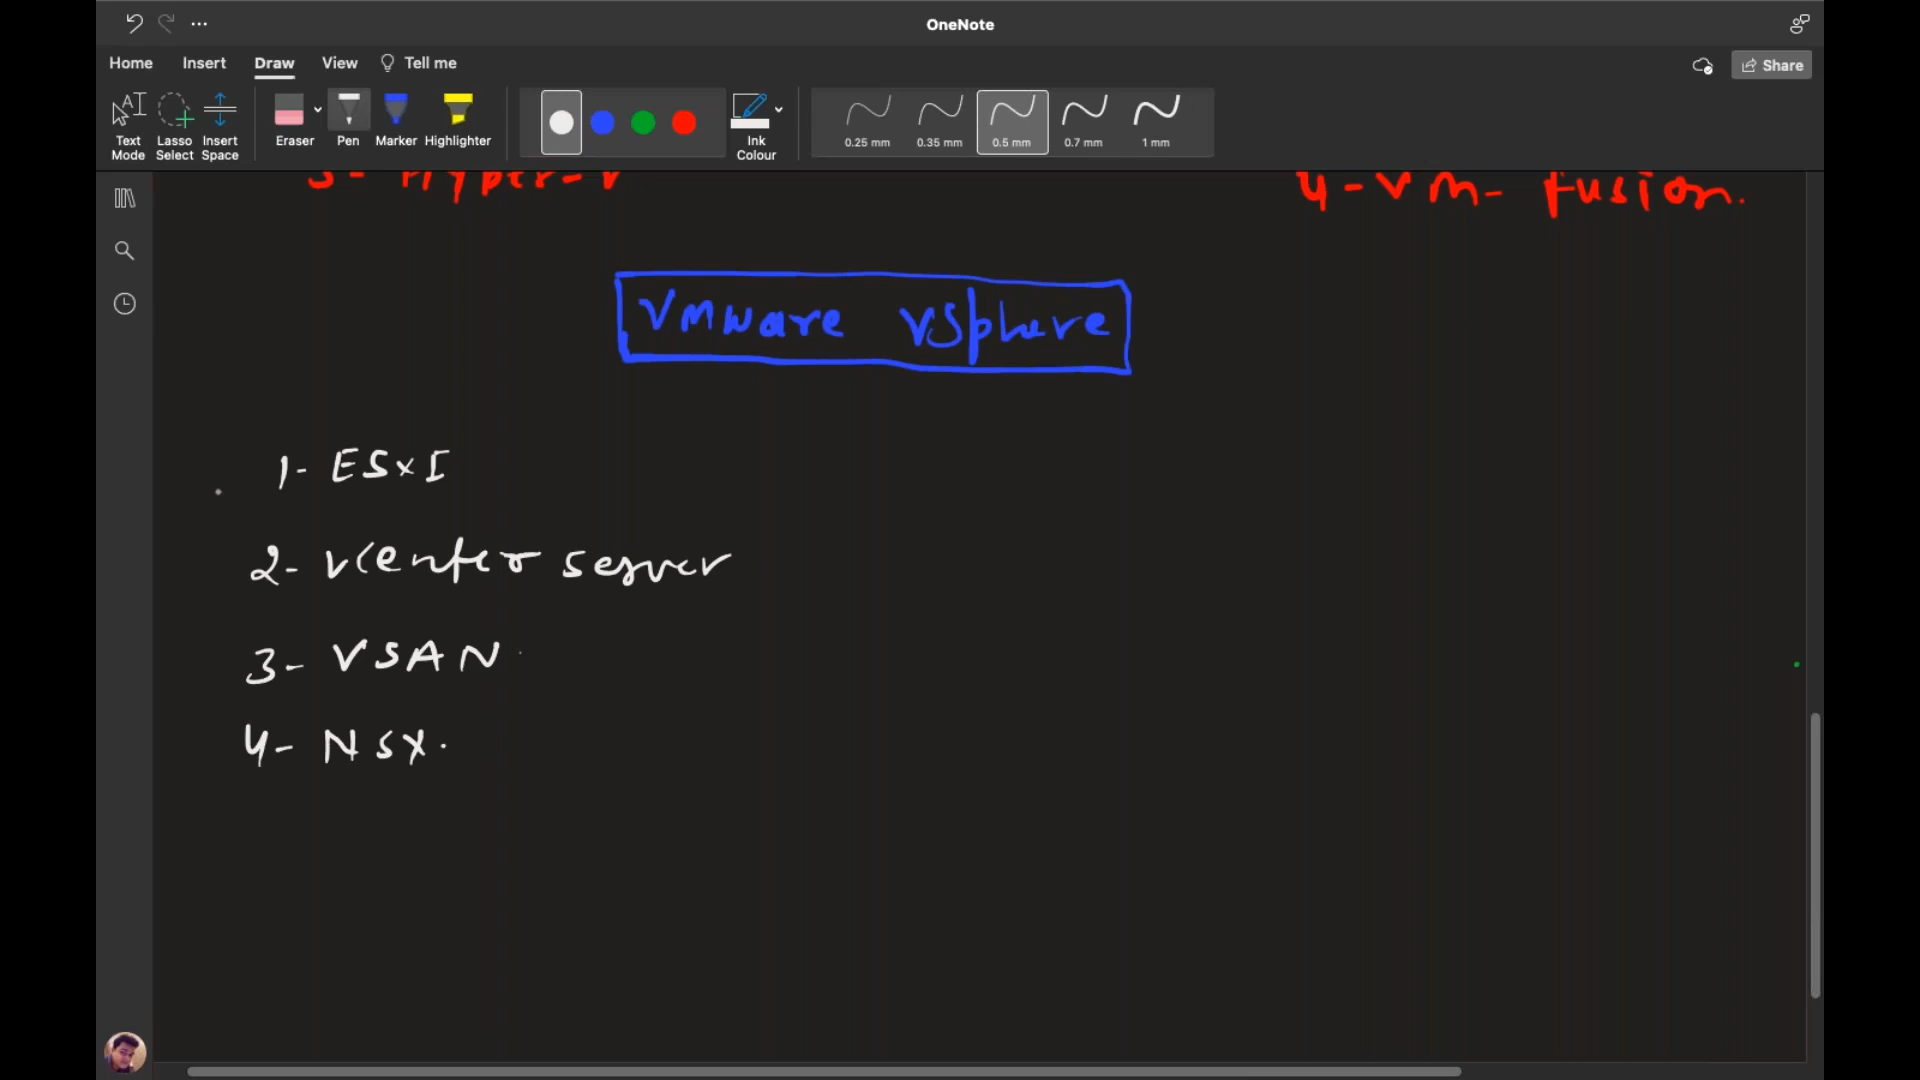 OneNote
Home Insert Draw View Tell me
Share
Text Mode
Lasso Select
Insert Space
Eraser
Pen
Marker
Highlighter
Ink Colour
0.25 mm
0.35 mm
0.5 mm
0.7 mm
1 mm
3- Hyper-V
4-VM- fusion.
VMware vSphere
1- ESXI
2- vCenter server
3- VSAN
4- NSX.